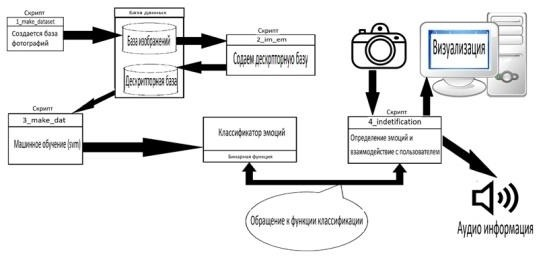 Скрипт
1_make_dataset
Создается база
фотографий
База данных
База изображений
Дескрипторная база
Скрипт
2_im_em
Содаем дескрпторную базу
Скрипт
3_make_dat
Машинное обучение (svm)
Классификатор эмоций
Бинарная функция
Скрипт
4_indetification
Определение эмоций и
взаимодействие с пользователем
Визуализация
Аудио информация
Обращение к функции классификации